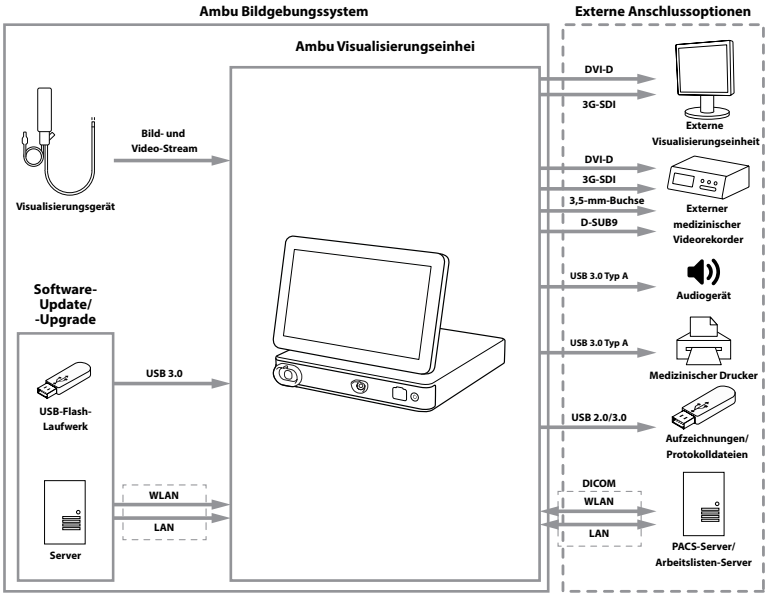 Ambu Bildgebungssystem
Externe Anschlussoptionen
Ambu Visualisierungseinhei
Bild- und
Video-Stream
Visualisierungsgerät
Software-
Update/
-Upgrade
USB 3.0
USB-Flash-
Laufwerk
WLAN
LAN
Server
DVI-D
3G-SDI
Externe
Visualisierungseinheit
DVI-D
3G-SDI
3,5-mm-Buchse
D-SUB9
Externer
medizinischer
Videorekorder
USB 3.0 Typ A
Audiogerät
USB 3.0 Typ A
Medizinischer Drucker
USB 2.0/3.0
Aufzeichnungen/
Protokolldateien
DICOM
WLAN
LAN
PACS-Server/
Arbeitslisten-Server